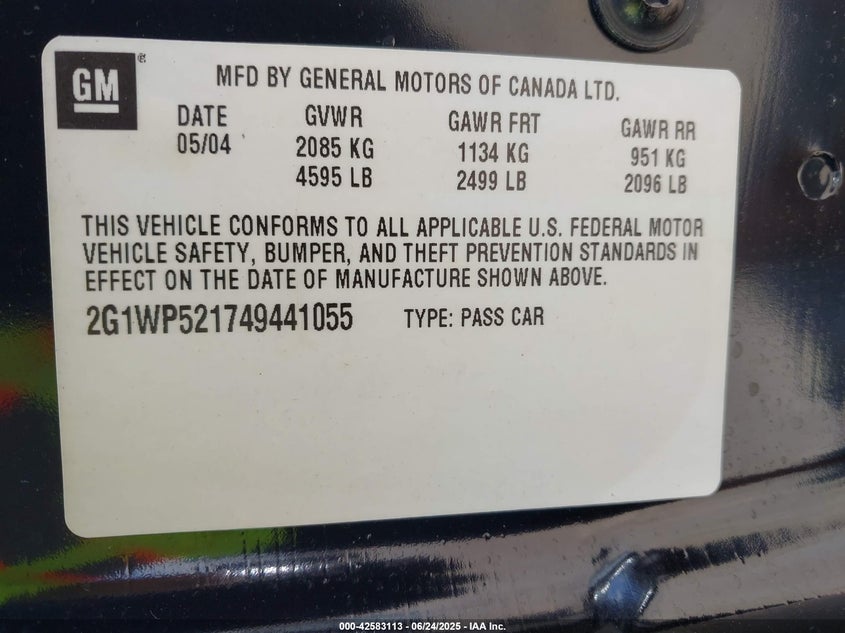 GM
MFD BY GENERAL MOTORS OF CANADA LTD.
DATE GVWR GAWR FRT GAWR RR
05/04 2085 KG 1134 KG 951 KG
4595 LB 2499 LB 2096 LB
THIS VEHICLE CONFORMS TO ALL APPLICABLE U.S. FEDERAL MOTOR
VEHICLE SAFETY, BUMPER, AND THEFT PREVENTION STANDARDS IN
EFFECT ON THE DATE OF MANUFACTURE SHOWN ABOVE.
2G1WP521749441055 TYPE: PASS CAR
000-42583113 - 06/24/2025 - IAA Inc.